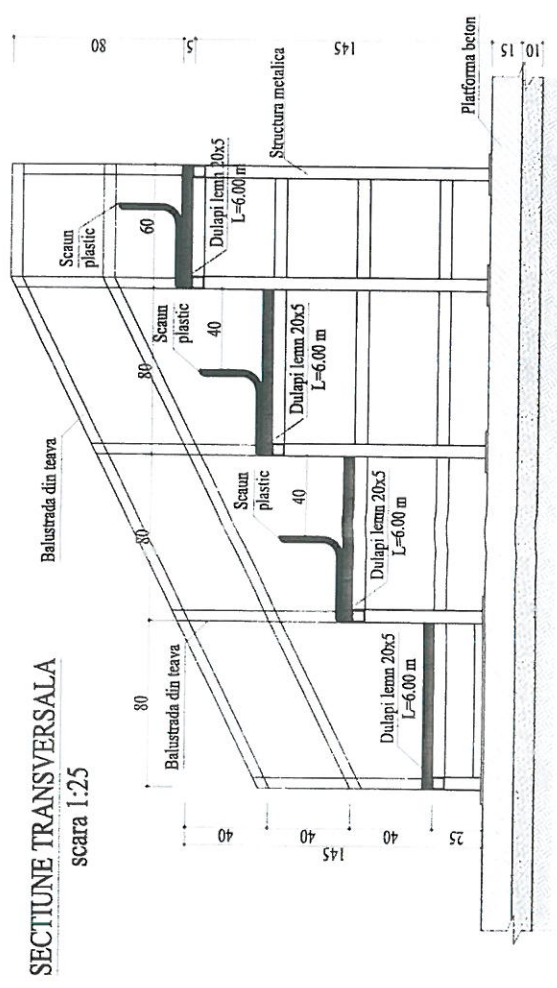 SECTIUNE TRANSVERSALA
scara 1:25
Balustrada din teava
Balustrada din teava
Scaun
plastic
Scaun
plastic
Scaun
plastic
60
40
40
80
80
80
Dulapi lemn 20x5
L=6.00 m
Dulapi lemn 20x5
L=6.00 m
Dulapi lemn 20x5
L=6.00 m
Dulapi lemn 20x5
L=6.00 m
Structura metalica
Platforma beton
80
5
145
15
10
40
40
40
25
145